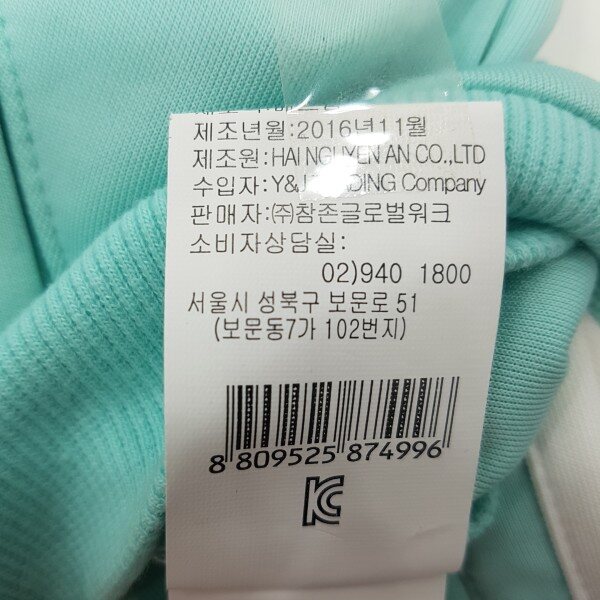 제조년월:2016년11월
제조원:HAI NGUYEN AN CO.,LTD
수입자:Y&J Company
판매자:㈜참존글로벌워크
소비자상담실:
02)940 1800
서울시 성북구 보문로 51
(보문동7가 102번지)
8 809525 874996
KC